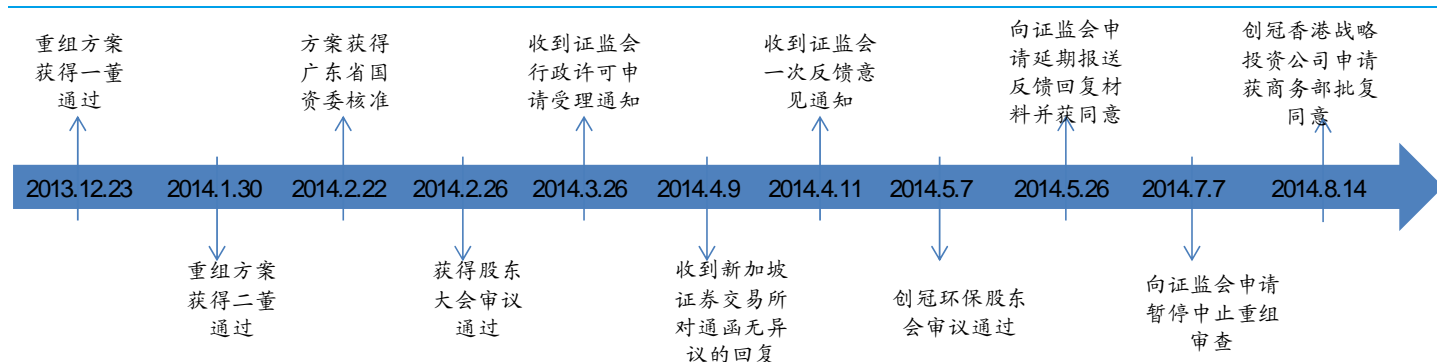 重组方案
获得一董
通过
方案获得
广东省国
资委核准
收到证监会
行政许可申
请受理通知
收到证监会
一次反馈意
见通知
向证监会申
请延期报送
反馈回复材
料并获同意
创冠香港战略
投资公司申请
获商务部批复
同意
2013.12.23
2014.1.30
2014.2.22
2014.2.26
2014.3.26
2014.4.9
2014.4.11
2014.5.7
2014.5.26
2014.7.7
2014.8.14
重组方案
获得二董
通过
获得股东
大会审议
通过
收到新加坡
证券交易所
对通函无异
议的回复
创冠环保股东
会审议通过
向证监会申请
暂停中止重组
审查